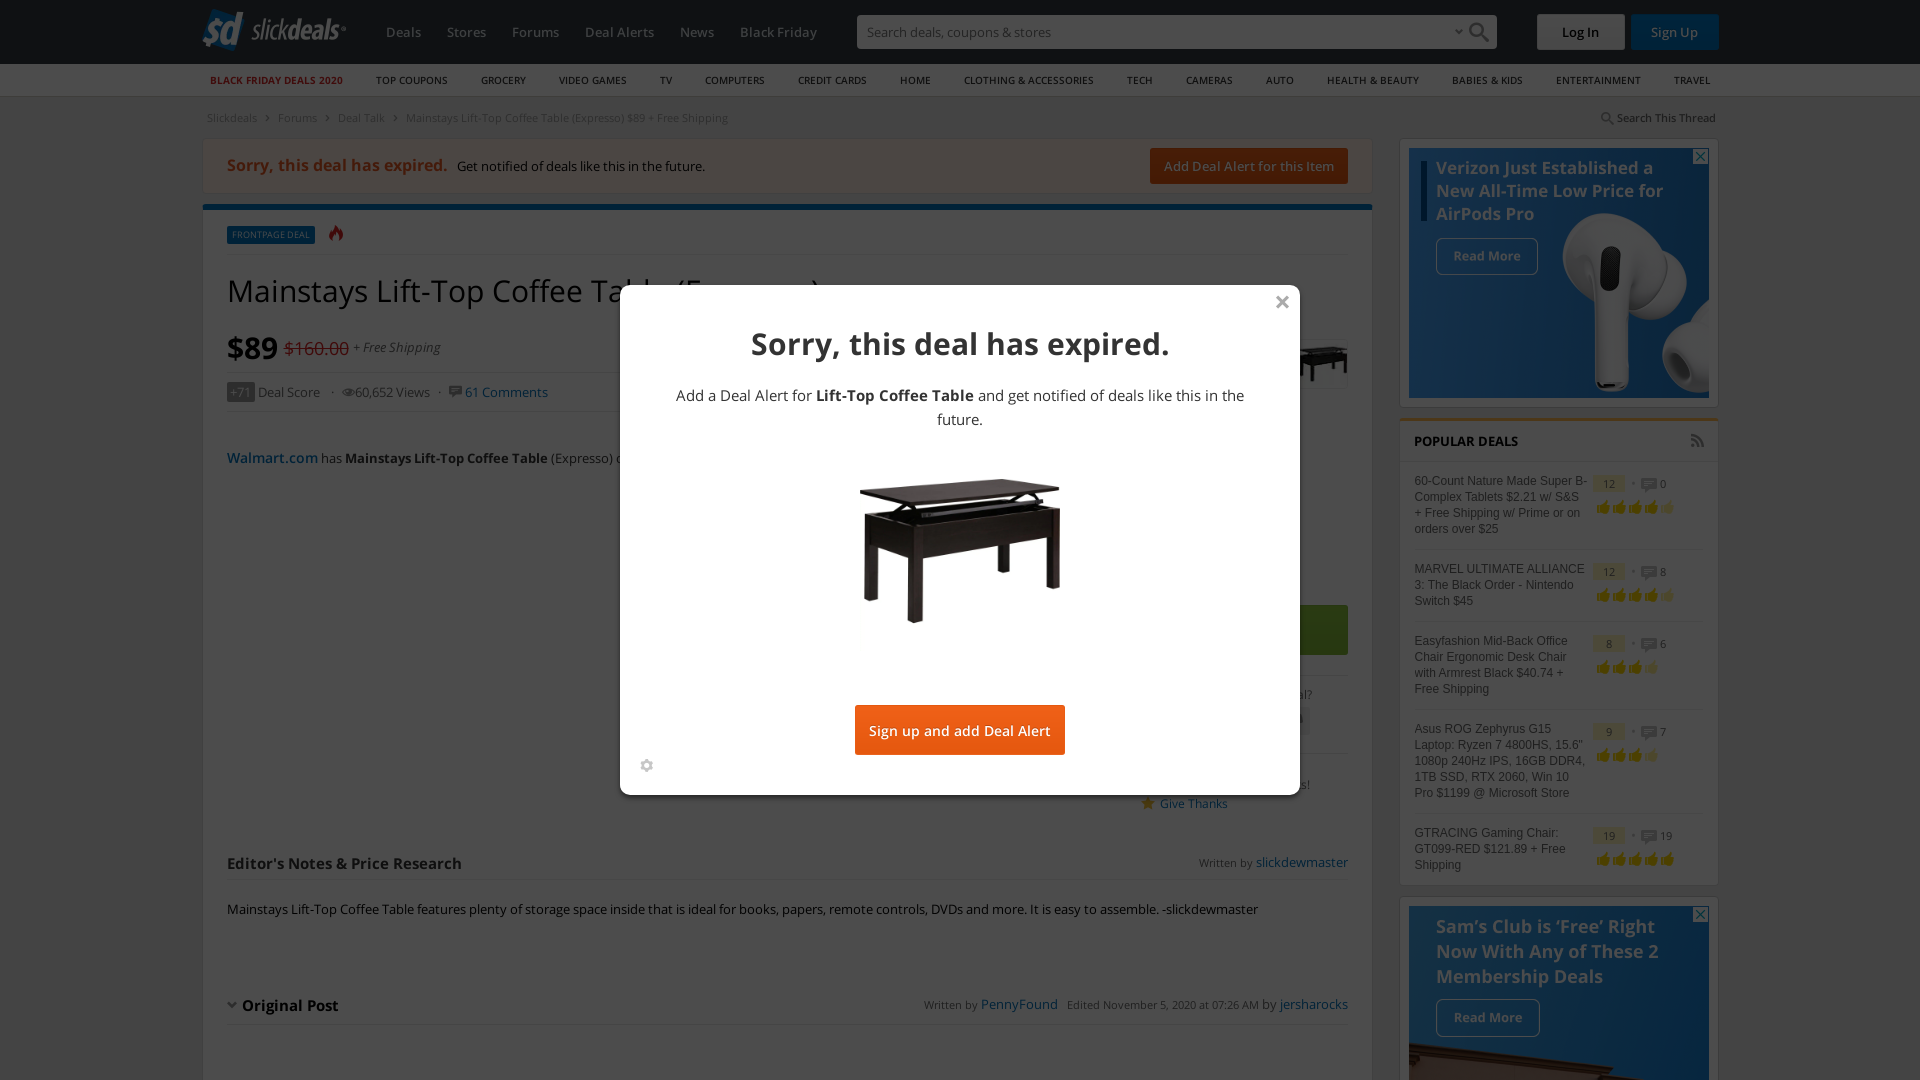 slickdeals
Deals
Stores
Forums
Deal Alerts
News
Black Friday
Search deals, coupons & stores
Log In
Sign Up
BLACK FRIDAY DEALS 2020
TOP COUPONS
GROCERY
VIDEO GAMES
TV
COMPUTERS
CREDIT CARDS
HOME
CLOTHING & ACCESSORIES
TECH
CAMERAS
AUTO
HEALTH & BEAUTY
BABIES & KIDS
ENTERTAINMENT
TRAVEL
Slickdeals > Forums > Deal Talk > Mainstays Lift-Top Coffee Table (Expresso) $89 + Free Shipping
Search This Thread
Sorry, this deal has expired. Get notified of deals like this in the future.
Add Deal Alert for this Item
FRONTPAGE DEAL
Mainstays Lift-Top Coffee
$89 $160.00 + Free Shipping
+71 Deal Score · 60,652 Views · 61 Comments
Walmart.com has Mainstays Lift-Top Coffee Table (Expresso)
Sorry, this deal has expired.
Add a Deal Alert for Lift-Top Coffee Table and get notified of deals like this in the
future.
Sign up and add Deal Alert
Give Thanks
Editor's Notes & Price Research
Written by slickdewmaster
Mainstays Lift-Top Coffee Table features plenty of storage space inside that is ideal for books, papers, remote controls, DVDs and more. It is easy to assemble. -slickdewmaster
Original Post
Written by PennyFound Edited November 5, 2020 at 07:26 AM by jersharocks
Verizon Just Established a
New All-Time Low Price for
AirPods Pro
Read More
POPULAR DEALS
60-Count Nature Made Super B-
Complex Tablets $2.21 w/ S&S
+ Free Shipping w/ Prime or on
orders over $25
12 · 0
MARVEL ULTIMATE ALLIANCE
3: The Black Order - Nintendo
Switch $45
12 · 8
Easyfashion Mid-Back Office
Chair Ergonomic Desk Chair
with Armrest Black $40.74 +
Free Shipping
8 · 6
Asus ROG Zephyrus G15
Laptop: Ryzen 7 4800HS, 15.6"
1080p 240Hz IPS, 16GB DDR4,
1TB SSD, RTX 2060, Win 10
Pro $1199 @ Microsoft Store
9 · 7
GTRACING Gaming Chair:
GT099-RED $121.89 + Free
Shipping
19 · 19
Sam's Club is 'Free' Right
Now With Any of These 2
Membership Deals
Read More